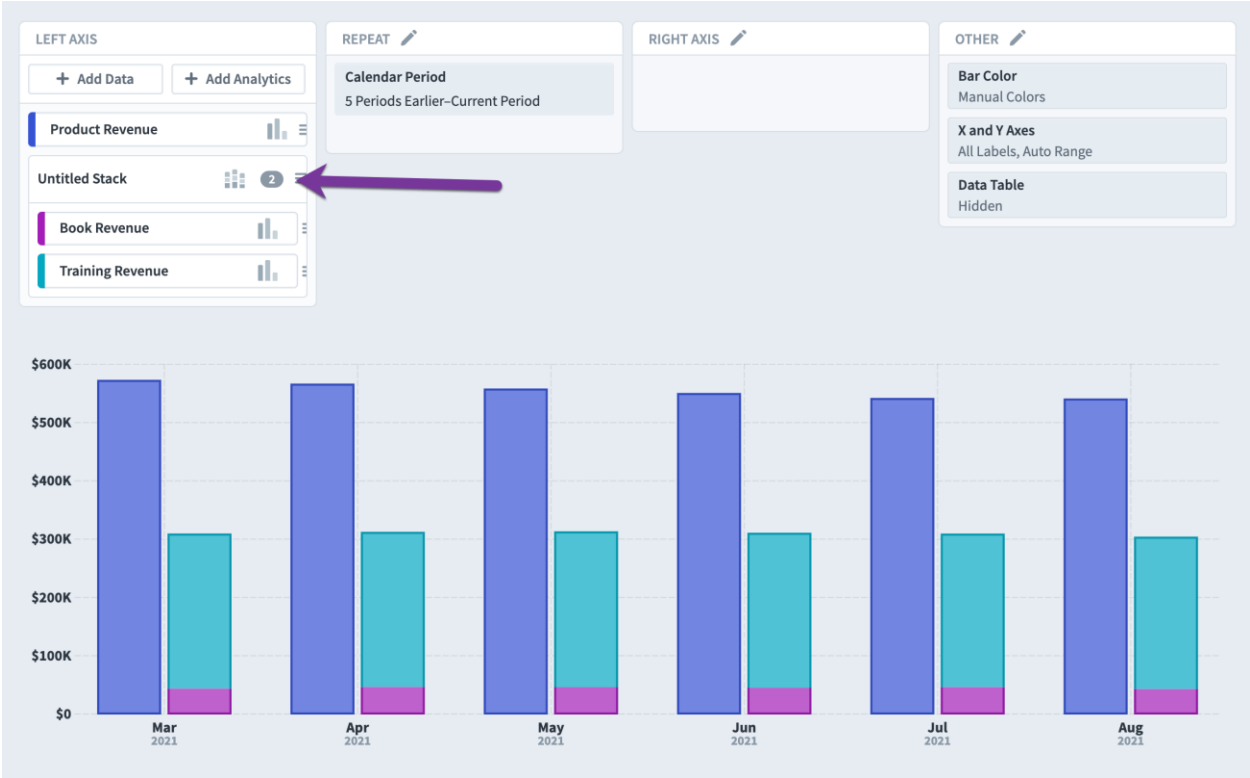 LEFT AXIS
+ Add Data
+ Add Analytics
Product Revenue
Untitled Stack
2
Book Revenue
Training Revenue
REPEAT
Calendar Period
5 Periods Earlier–Current Period
RIGHT AXIS
OTHER
Bar Color
Manual Colors
X and Y Axes
All Labels, Auto Range
Data Table
Hidden
$600K
$500K
$400K
$300K
$200K
$100K
$0
Mar
2021
Apr
2021
May
2021
Jun
2021
Jul
2021
Aug
2021